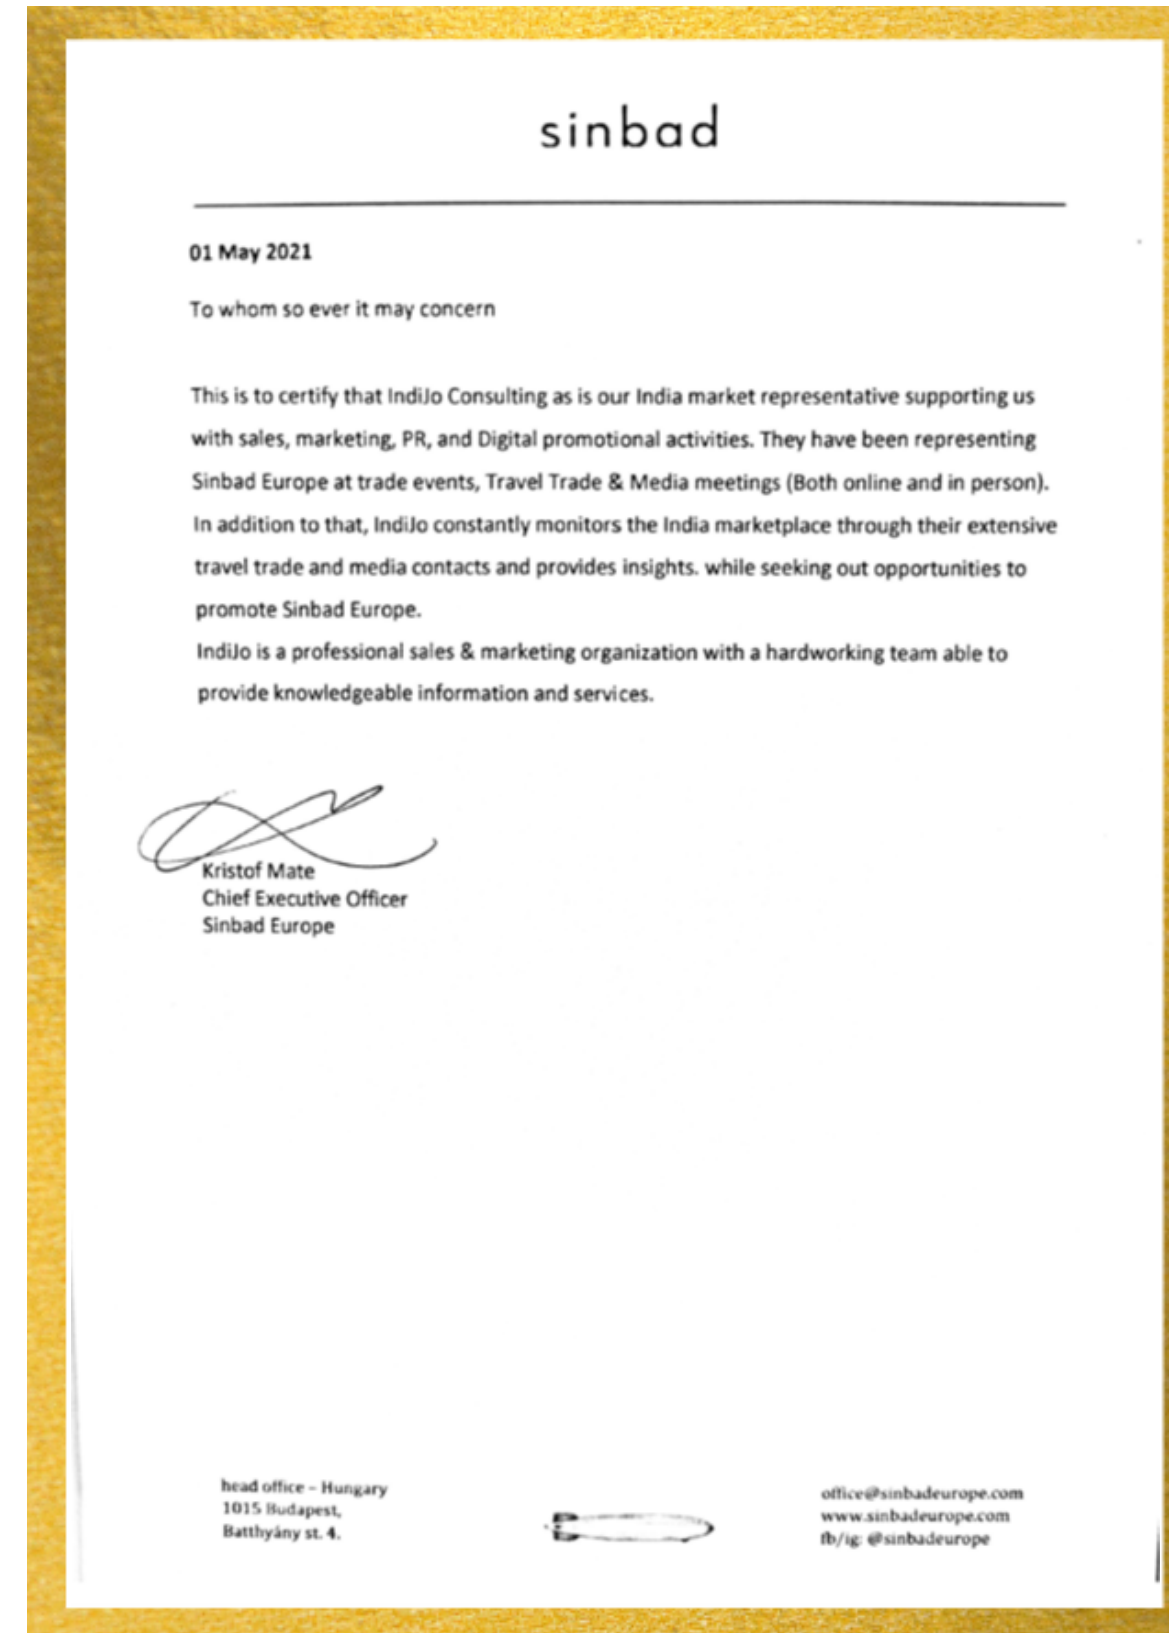 sinbad
01 May 2021
To whom so ever it may concern
This is to certify that IndiJo Consulting as is our India market representative supporting us
with sales, marketing, PR, and Digital promotional activities. They have been representing
Sinbad Europe at trade events, Travel Trade & Media meetings (Both online and in person).
In addition to that, IndiJo constantly monitors the India marketplace through their extensive
travel trade and media contacts and provides insights. while seeking out opportunities to
promote Sinbad Europe.
IndiJo is a professional sales & marketing organization with a hardworking team able to
provide knowledgeable information and services.
Kristof Mate
Chief Executive Officer
Sinbad Europe
head office – Hungary
1015 Budapest,
Batthyány st. 4.
office@sinbadeurope.com
www.sinbadeurope.com
fb/ig: @sinbadeurope